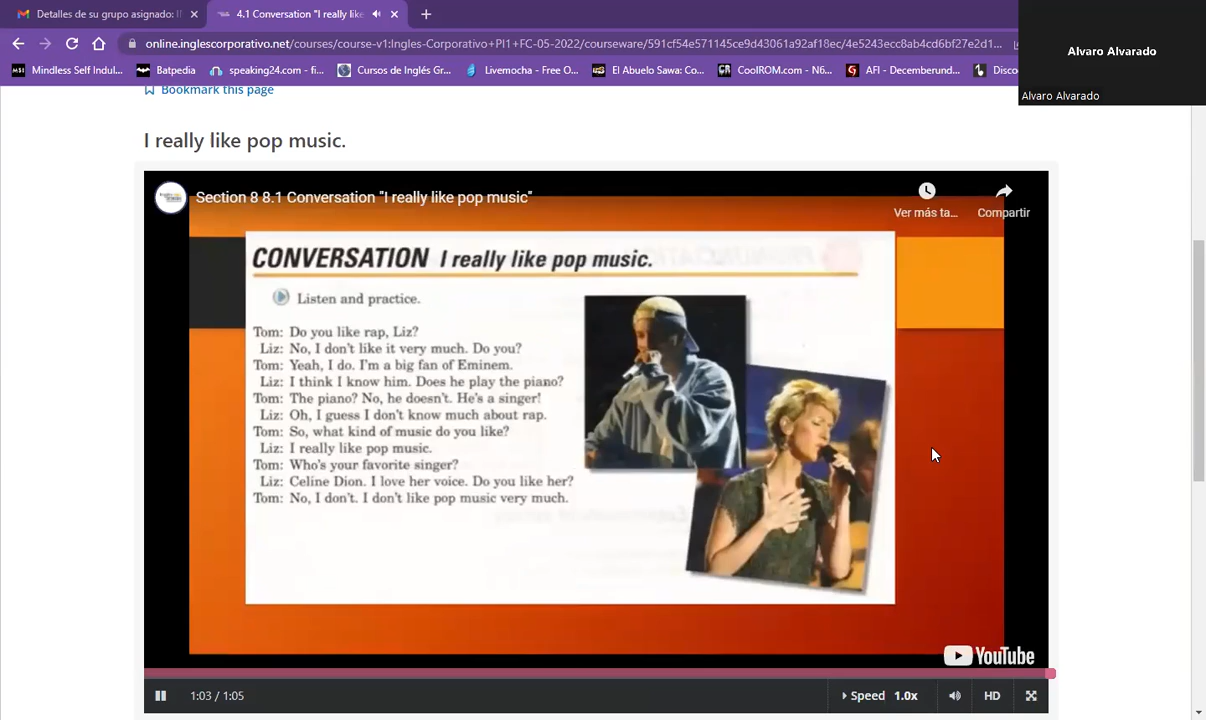 Detalles de su grupo asignado: I
4.1 Conversation "I really like
online.inglescorporativo.net/courses/course-v1:Ingles-Corporativo+PI1+FC-05-2022/courseware/591cf54e571145ce9d43061a92af18ec/4e5243ecc8ab4cd6bf27e2d1...
Mindless Self Indul...
Batpedia
speaking24.com - fi...
Cursos de Inglés Gr...
Livemocha - Free O...
El Abuelo Sawa: Co...
CoolROM.com - N6...
AFI - Decemberund...
Disco
Alvaro Alvarado
Alvaro Alvarado
Bookmark this page
I really like pop music.
Section 8 8.1 Conversation "I really like pop music"
Ver más ta...
Compartir
CONVERSATION I really like pop music.
Listen and practice.
Tom: Do you like rap, Liz?
Liz: No, I don't like it very much. Do you?
Tom: Yeah, I do. I'm a big fan of Eminem.
Liz: I think I know him. Does he play the piano?
Tom: The piano? No, he doesn't. He's a singer!
Liz: Oh, I guess I don't know much about rap.
Tom: So, what kind of music do you like?
Liz: I really like pop music.
Tom: Who's your favorite singer?
Liz: Celine Dion. I love her voice. Do you like her?
Tom: No, I don't. I don't like pop music very much.
YouTube
1:03 / 1:05
Speed 1.0x
HD